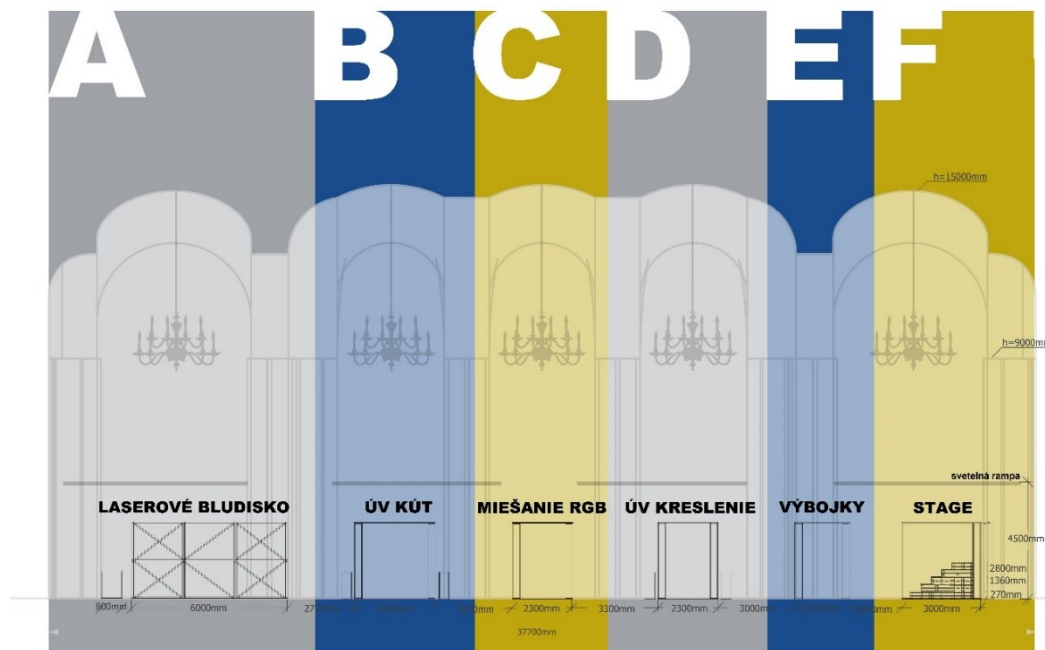 A B C D E F
h=15000mm
h=9000mm
svetelná rampa
LASEROVÉ BLUDISKO ÚV KÚT MIEŠANIE RGB ÚV KRESLENIE VÝBOJKY STAGE
4500mm
2800mm
1360mm
270mm
800mm 6000mm 2300mm 3300mm 2300mm 3000mm 3000mm
37700mm